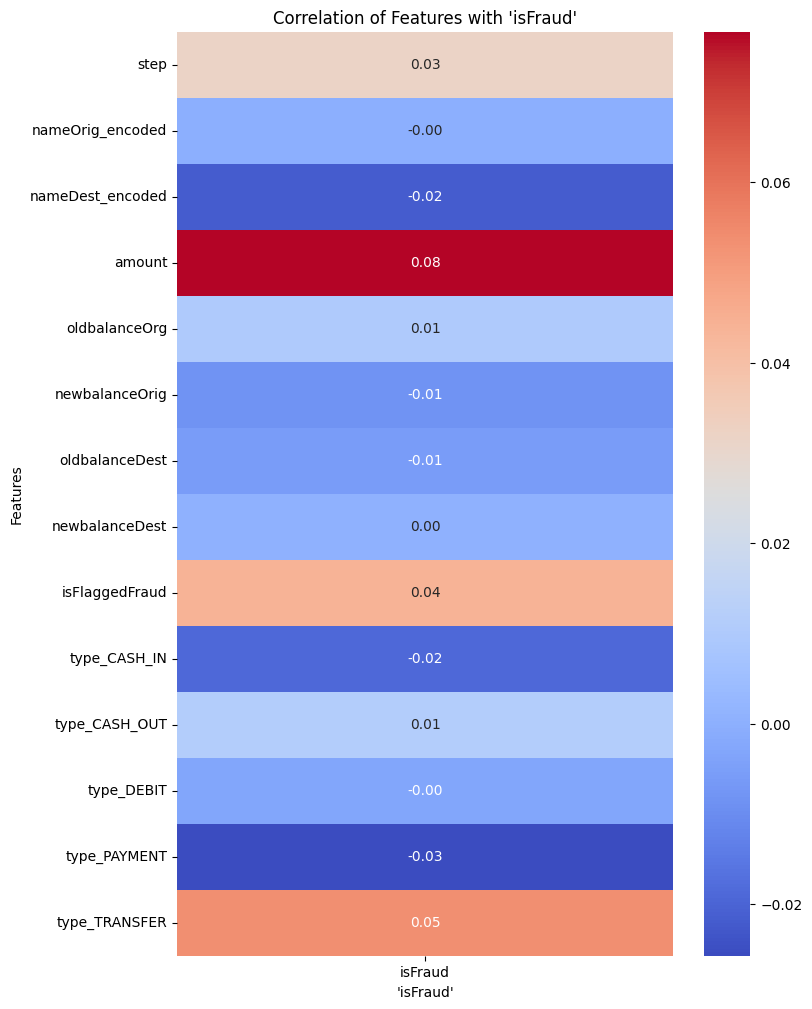 Correlation of Features with 'isFraud'
step
0.03
nameOrig_encoded
-0.00
nameDest_encoded
-0.02
amount
0.08
oldbalanceOrg
0.01
newbalanceOrig
-0.01
oldbalanceDest
-0.01
newbalanceDest
0.00
isFlaggedFraud
0.04
type_CASH_IN
-0.02
type_CASH_OUT
0.01
type_DEBIT
-0.00
type_PAYMENT
-0.03
type_TRANSFER
0.05
Features
isFraud
'isFraud'
0.06
0.04
0.02
0.00
−0.02